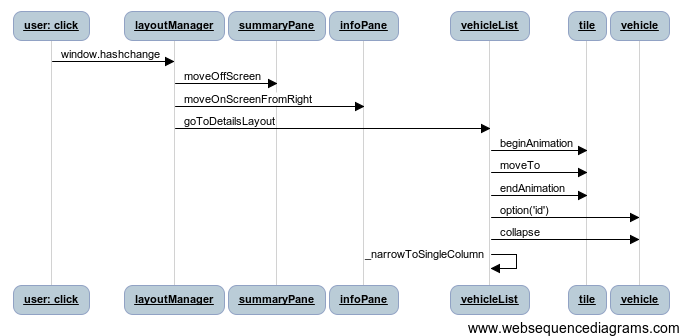 user: click layoutManager summaryPane infoPane vehicleList tile vehicle
window.hashchange
moveOffScreen
moveOnScreenFromRight
goToDetailsLayout
beginAnimation
moveTo
endAnimation
option('id')
collapse
_narrowToSingleColumn
user: click layoutManager summaryPane infoPane vehicleList tile vehicle
www.websequencediagrams.com